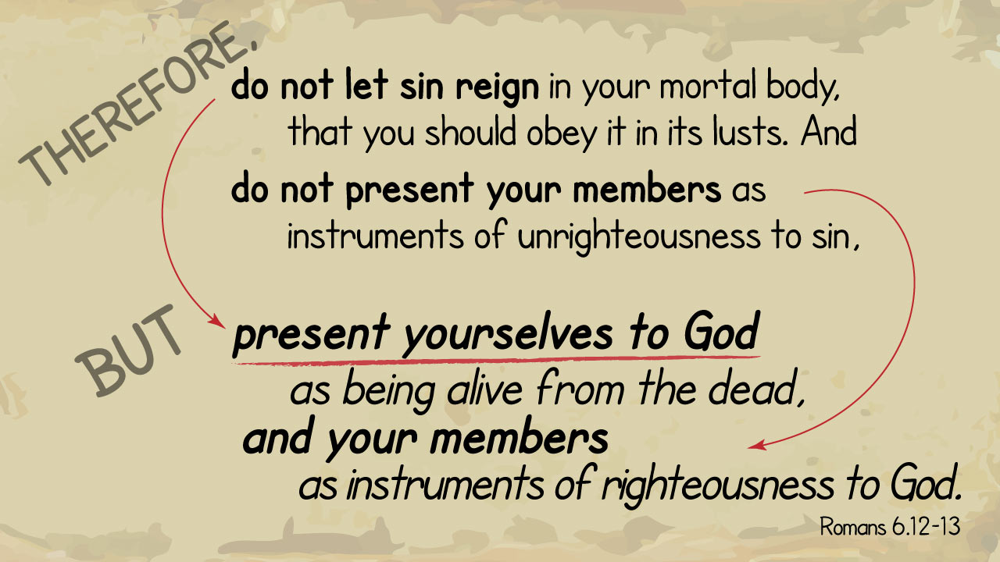 THEREFORE,
do not let sin reign in your mortal body,
that you should obey it in its lusts. And
do not present your members as
instruments of unrighteousness to sin,
BUT
present yourselves to God
as being alive from the dead,
and your members
as instruments of righteousness to God.
Romans 6.12-13